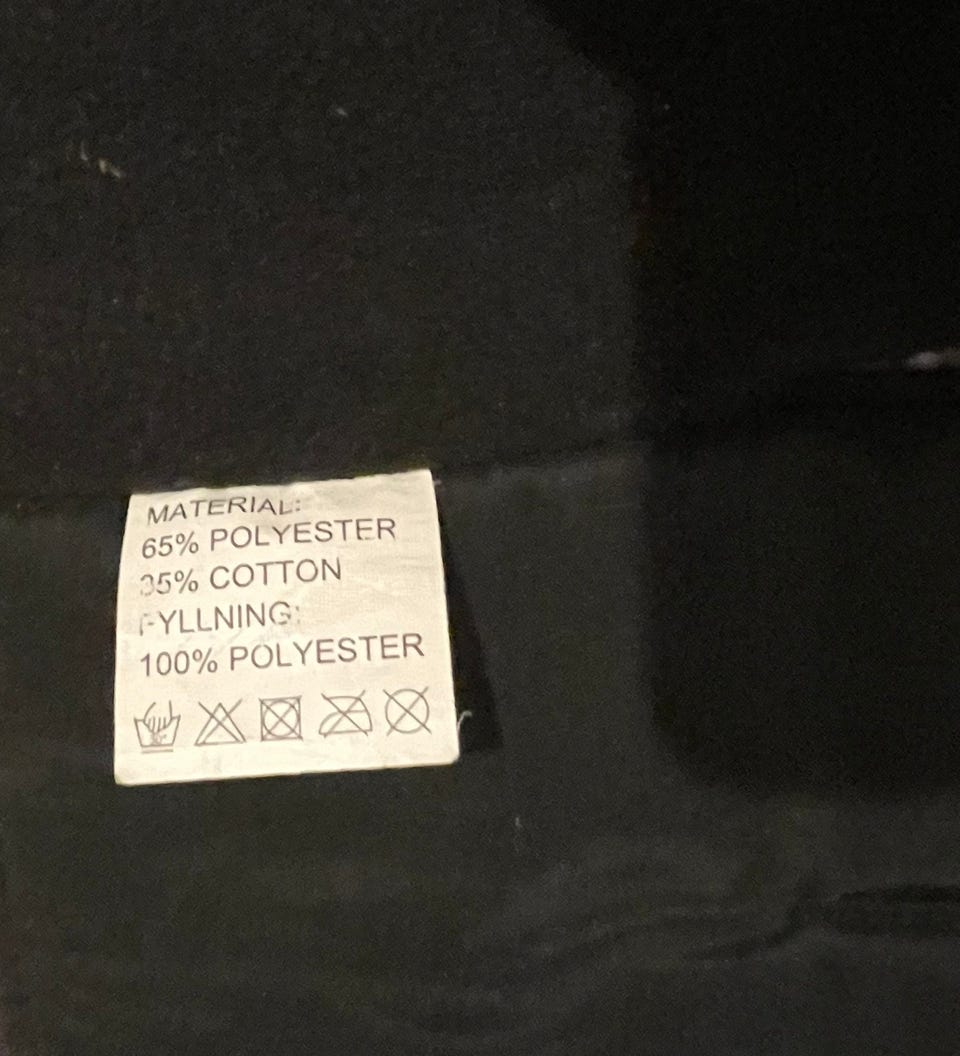 MATERIAL:
65% POLYESTER
35% COTTON
FYLLNING:
100% POLYESTER